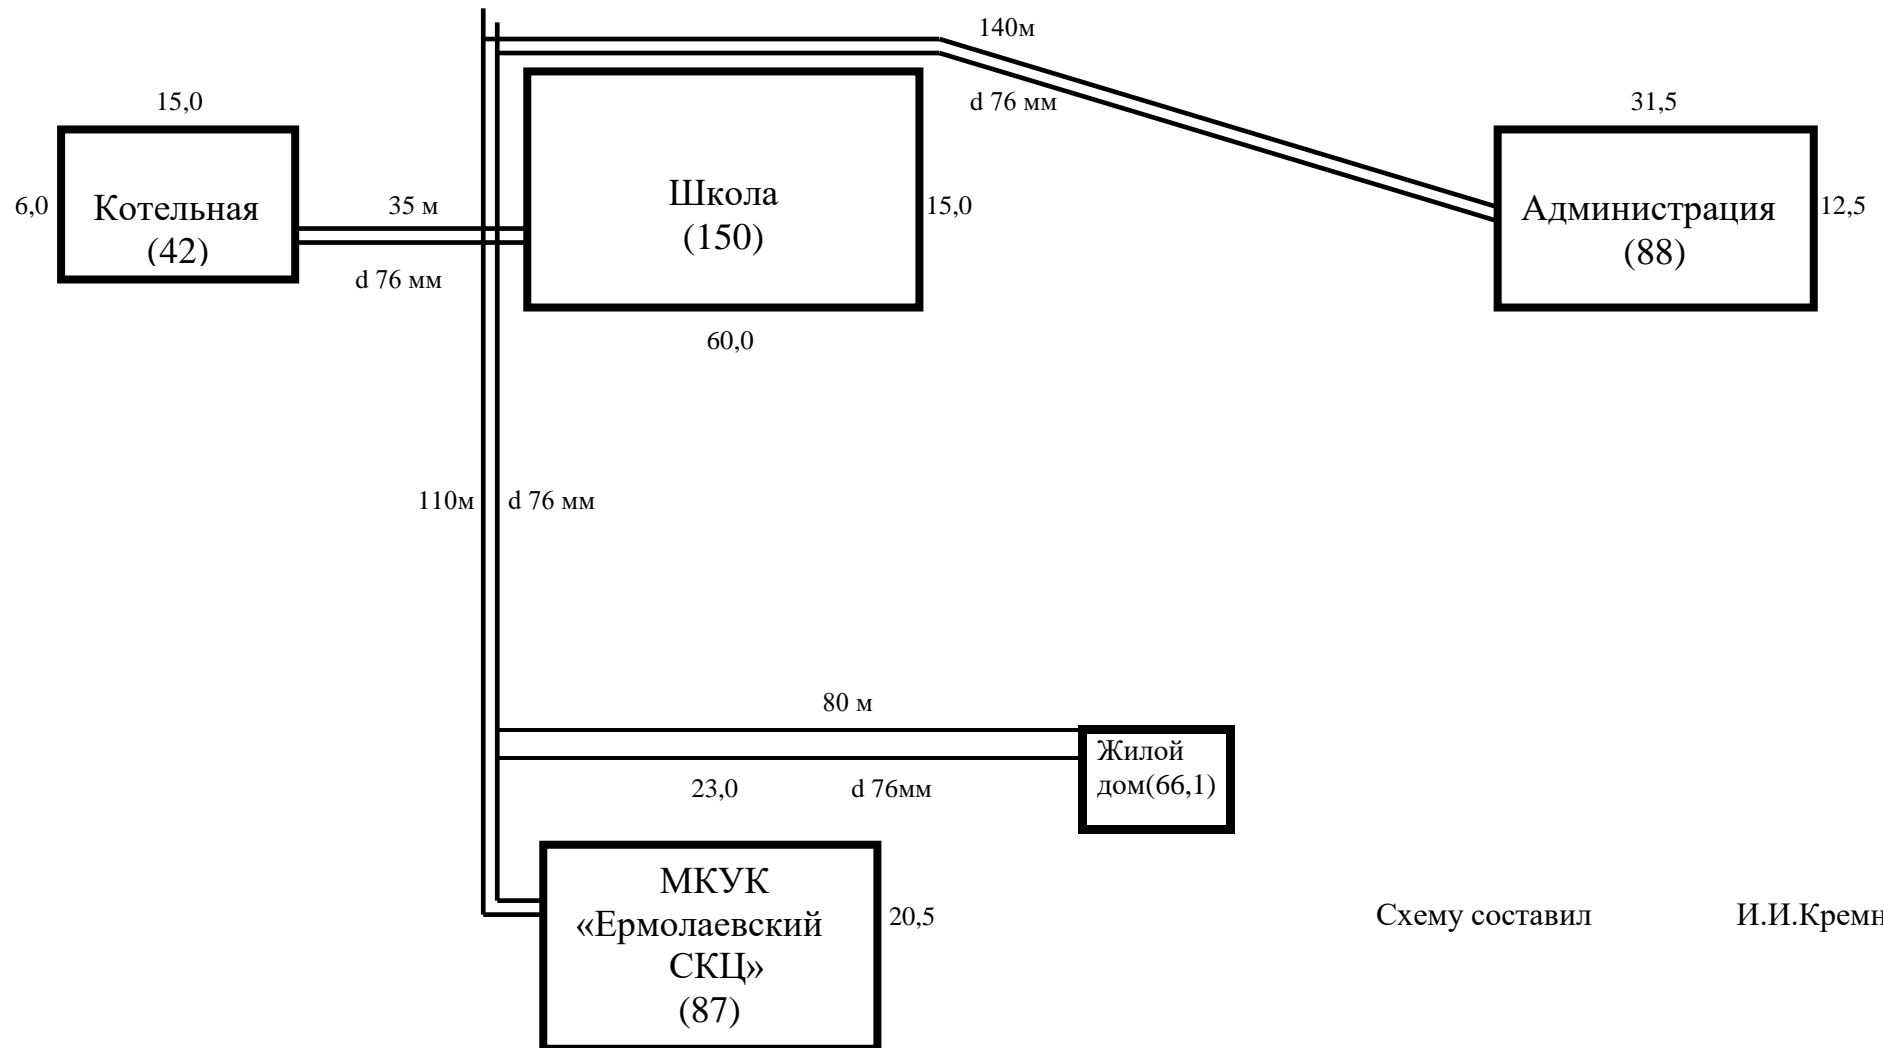 140м
15,0
d 76 мм
31,5
6,0
Котельная
(42)
35 м
d 76 мм
Школа
(150)
15,0
60,0
Администрация
(88)
12,5
110м
d 76 мм
80 м
23,0
d 76мм
Жилой
дом(66,1)
МКУК
«Ермолаевский
СКЦ»
(87)
20,5
Схему составил И.И.Кремн